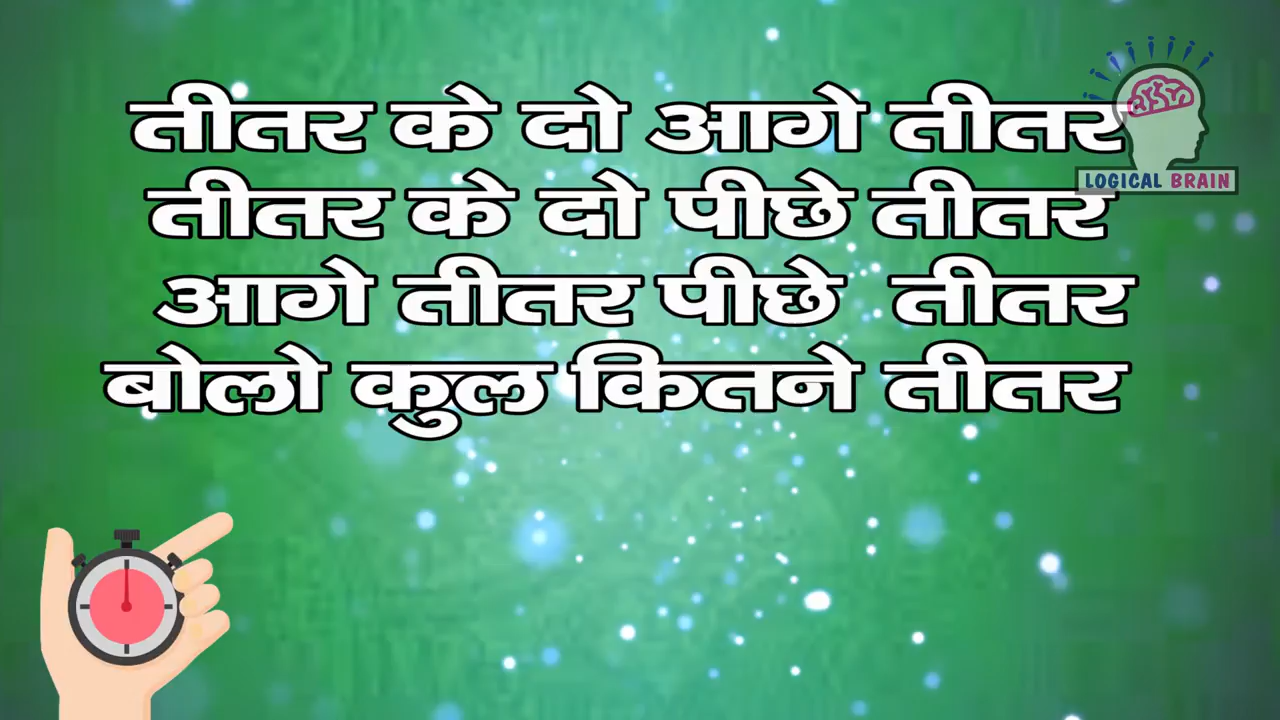 तीतर के दो आगे तीतर
तीतर के दो पीछे तीतर
आगे तीतर पीछे तीतर
बोलो कुल कितने तीतर
LOGICAL BRAIN